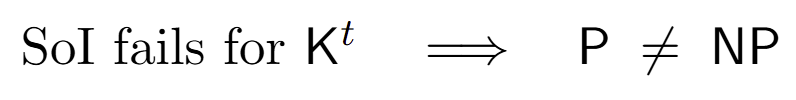 SoI fails for K^t ⟹ P ≠ NP